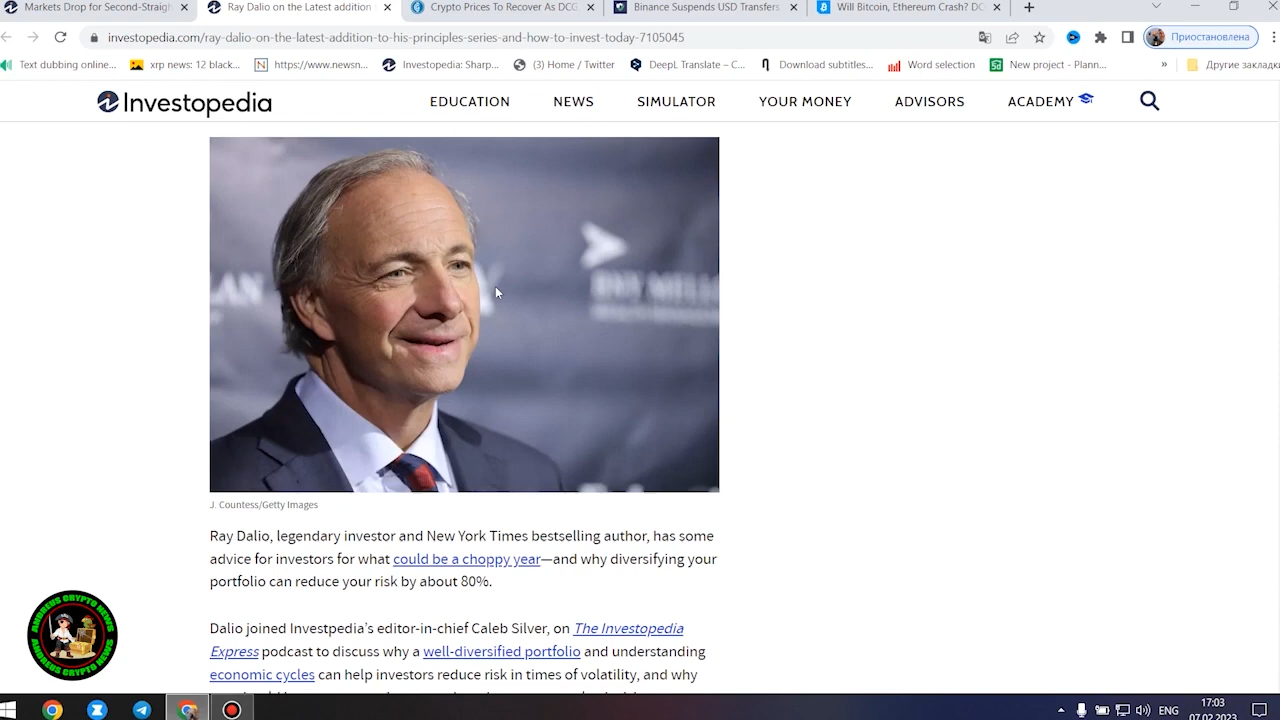 Markets Drop for Second-Straigh
Ray Dalio on the Latest addition
Crypto Prices To Recover As DCG
Binance Suspends USD Transfers
Will Bitcoin, Ethereum Crash? DC
investopedia.com/ray-dalio-on-the-latest-addition-to-his-principles-series-and-how-to-invest-today-7105045
Приостановлена
Text dubbing online...
xrp news: 12 black...
https://www.newsn...
Investopedia: Sharp...
(3) Home / Twitter
DeepL Translate – C...
Download subtitles...
Word selection
New project - Plann...
»
Другие закладки
Investopedia
EDUCATION
NEWS
SIMULATOR
YOUR MONEY
ADVISORS
ACADEMY
J. Countess/Getty Images
Ray Dalio, legendary investor and New York Times bestselling author, has some
advice for investors for what could be a choppy year—and why diversifying your
portfolio can reduce your risk by about 80%.
Dalio joined Investpedia’s editor-in-chief Caleb Silver, on The Investopedia
Express podcast to discuss why a well-diversified portfolio and understanding
economic cycles can help investors reduce risk in times of volatility, and why
ANDREUS CRYPTO NEWS
ANDREUS CRYPTO NEWS
ENG
17:03
07.02.2023